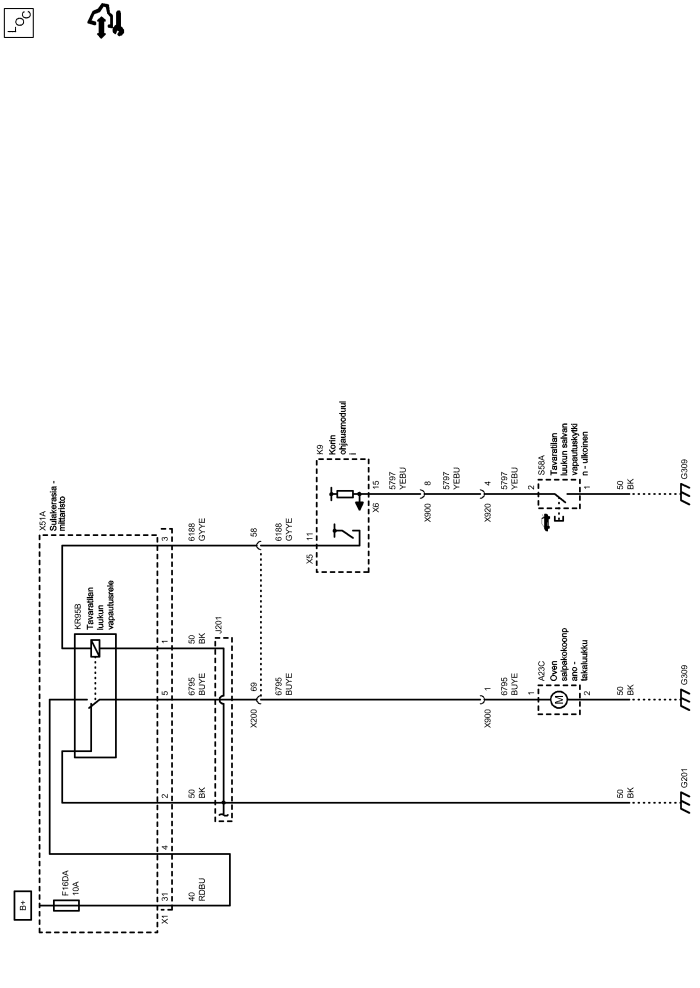 LOC
B+
F16DA
10A
X51A
Sulakerasia -
mittaristo
KR95B
Tavaratilan
luukun
vapautusrele
X1
31
4
2
5
1
3
40
RDBU
50
BK
6795
BUYE
50
BK
6188
GYYE
J201
X200
69
58
6795
BUYE
6188
GYYE
X5
11
K9
Korin
ohjausmoduul
i
X6
15
5797
YEBU
X900
8
5797
YEBU
X920
4
5797
YEBU
X900
1
6795
BUYE
1
A23C
Oven
salpakokoonp
ano -
takaluukku
M
2
2
S58A
Tavaratilan
luukun salvan
vapautuskytki
n - ulkoinen
E
1
50
BK
50
BK
50
BK
G201
G309
G309